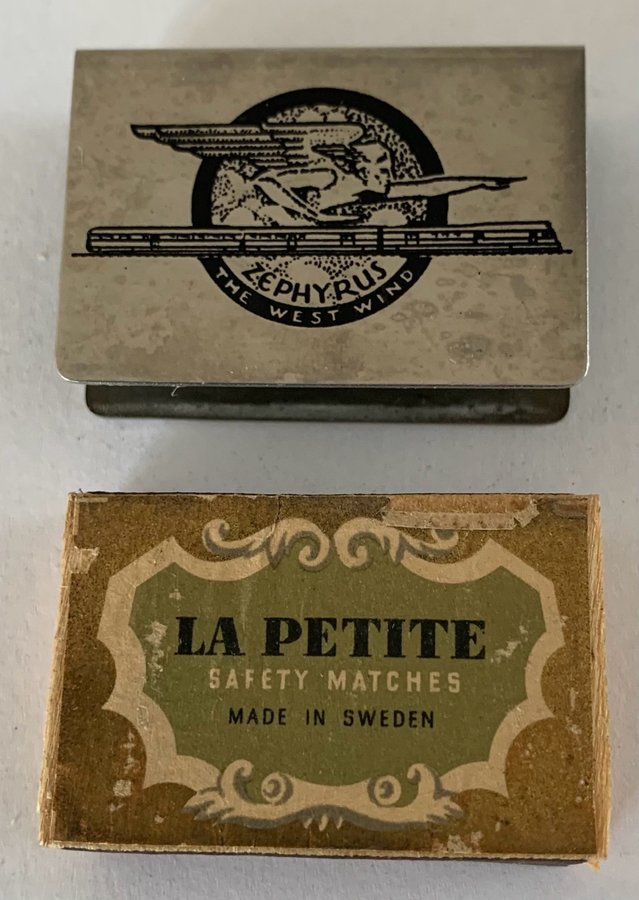 ZEPHYRUS
THE WEST WIND
LA PETITE
SAFETY MATCHES
MADE IN SWEDEN